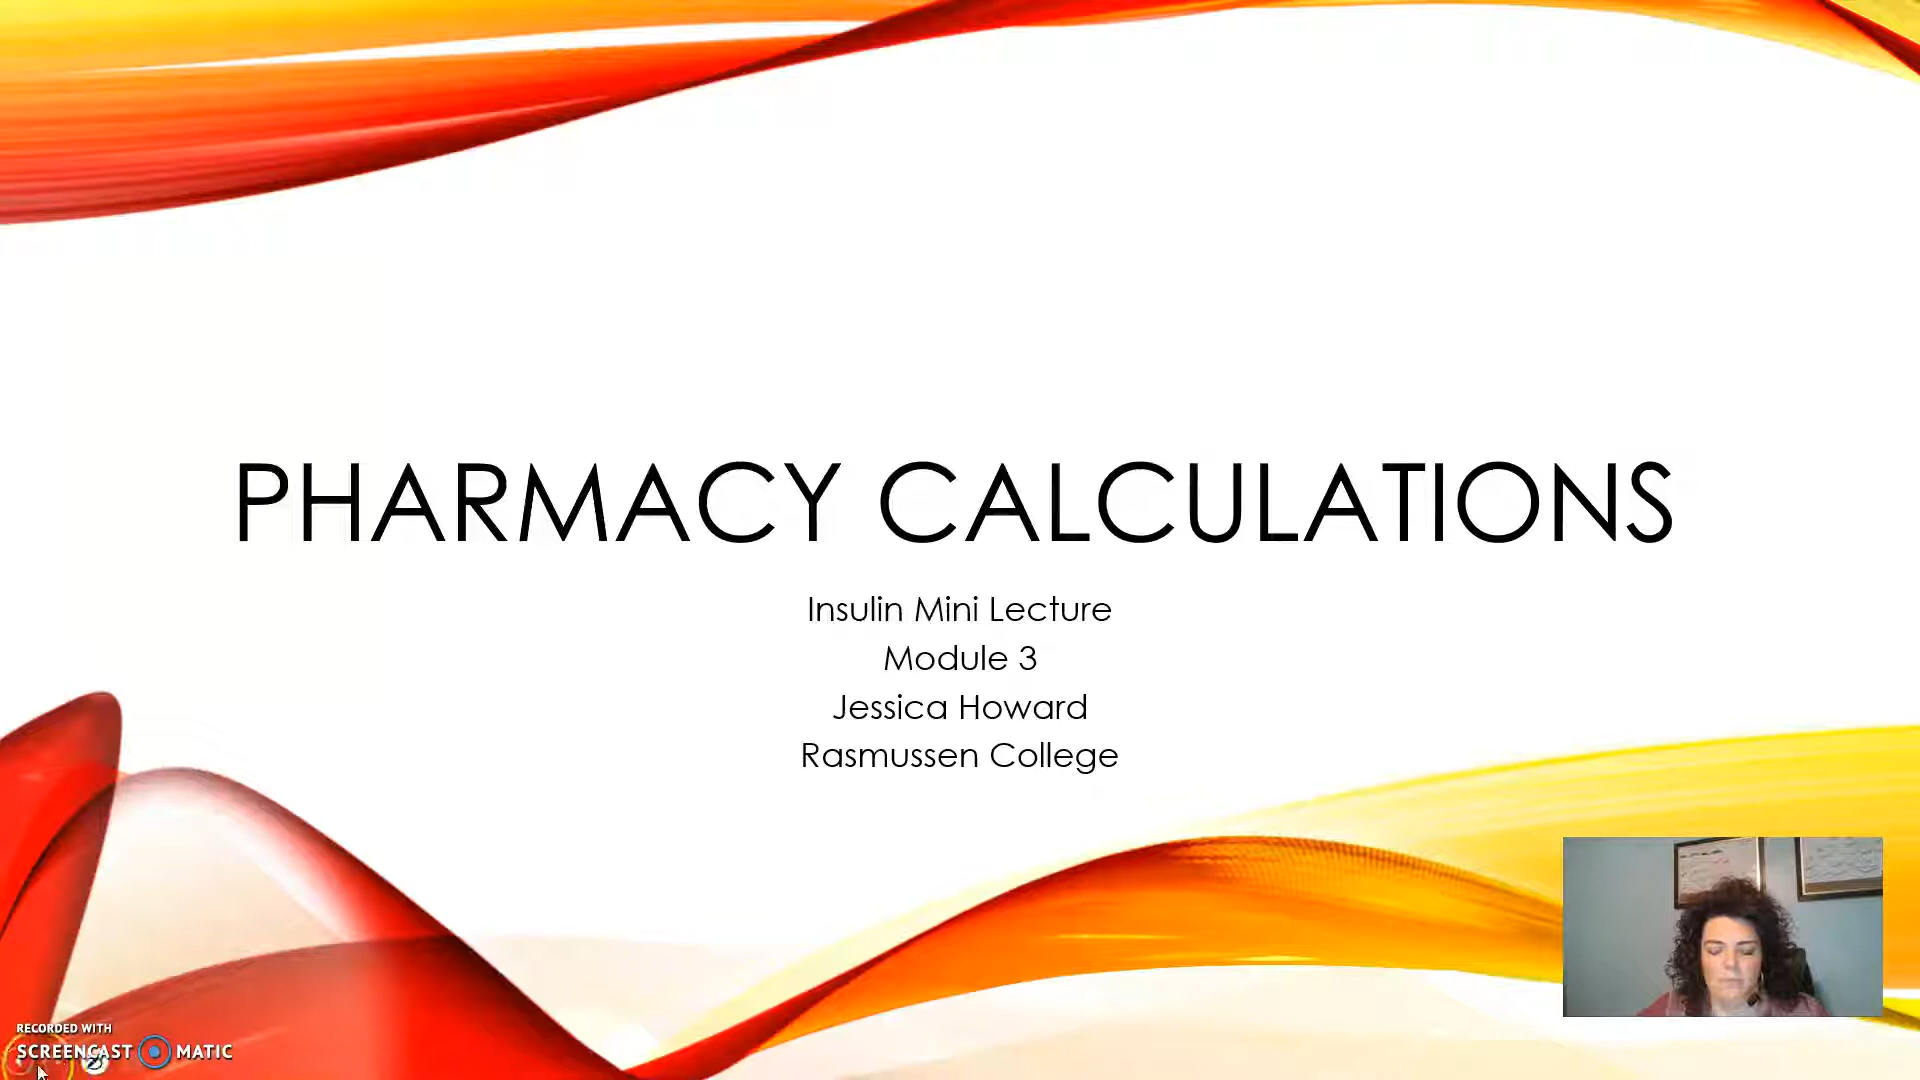 PHARMACY CALCULATIONS
Insulin Mini Lecture
Module 3
Jessica Howard
Rasmussen College
RECORDED WITH
SCREENCAST MATIC